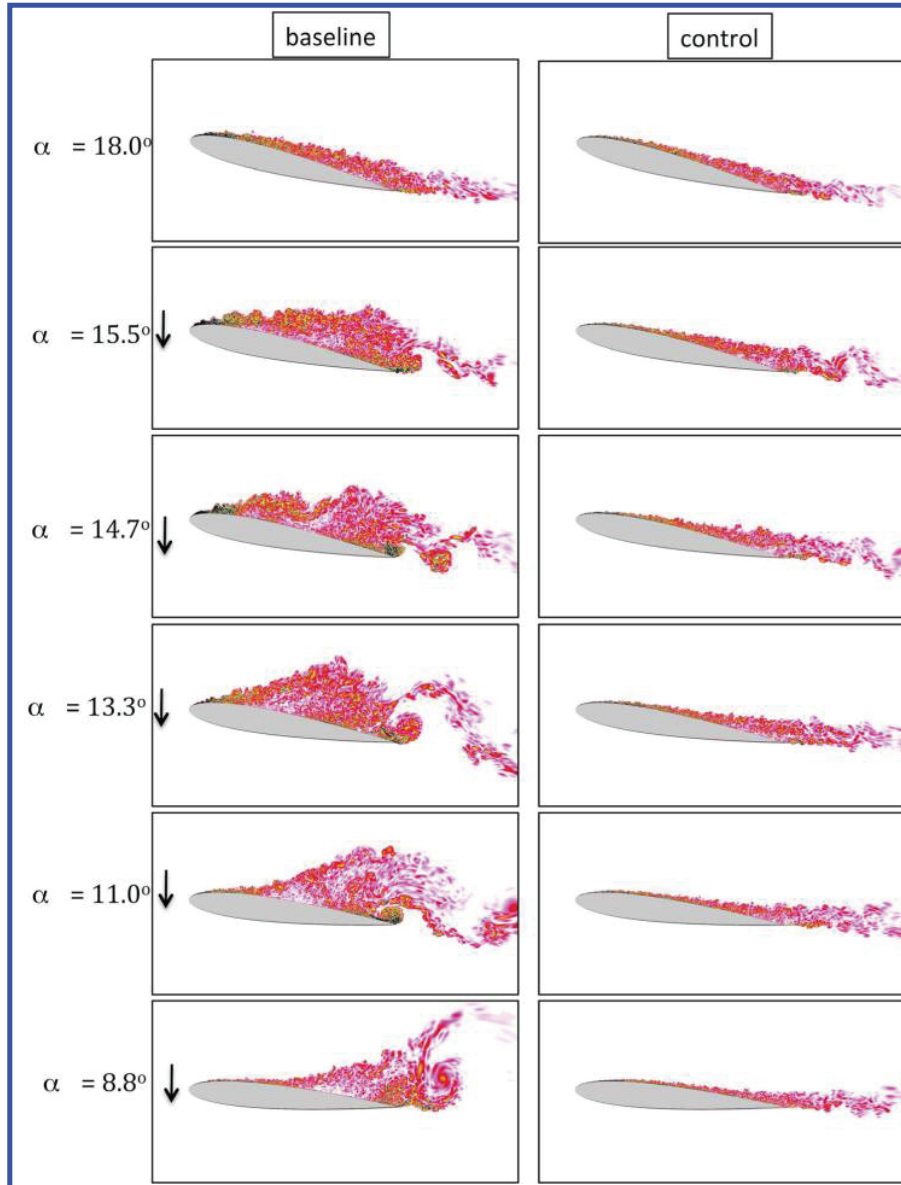 baseline control
α = 18.0°
α = 15.5°
α = 14.7°
α = 13.3°
α = 11.0°
α = 8.8°